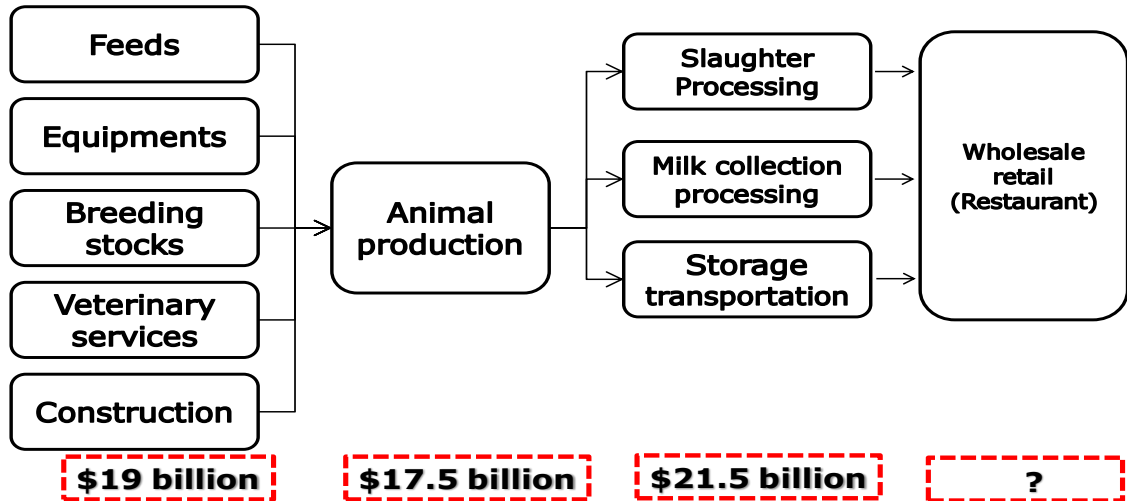 Feeds
Equipments
Breeding
stocks
Veterinary
services
Construction
Animal
production
Slaughter
Processing
Milk collection
processing
Storage
transportation
Wholesale
retail
(Restaurant)
$19 billion
$17.5 billion
$21.5 billion
?